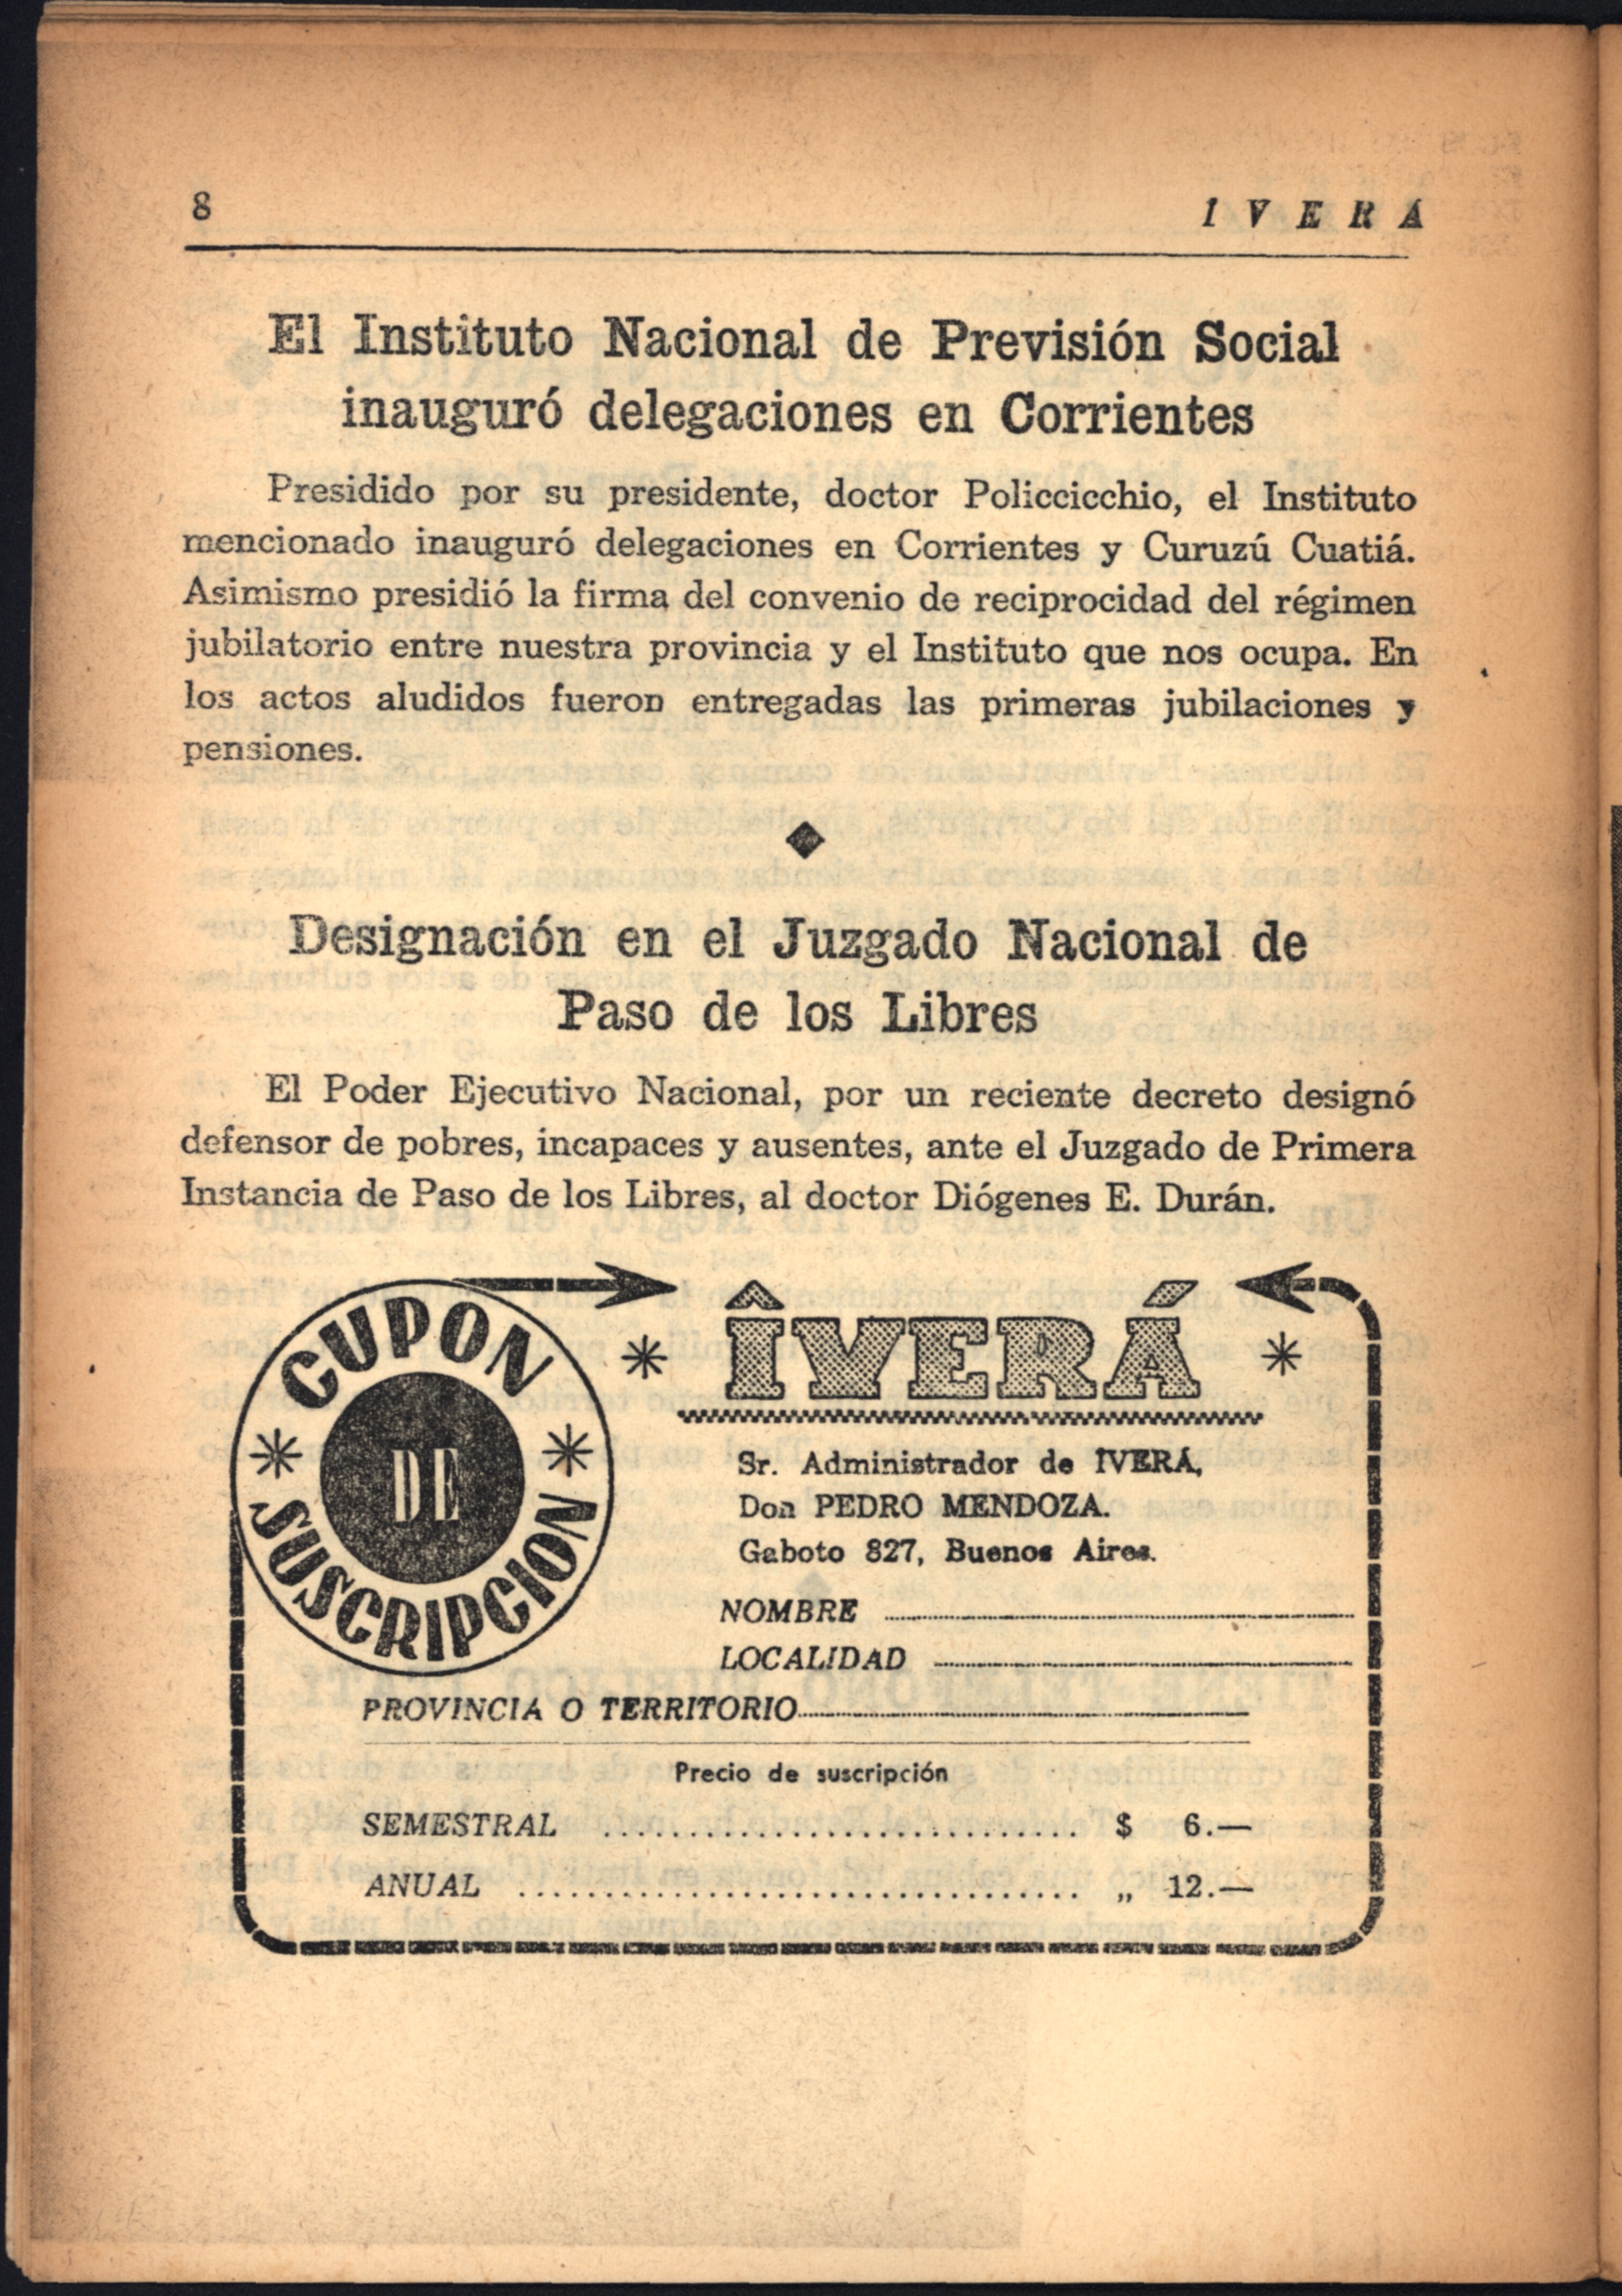 8
IVERÁ
El Instituto Nacional de Previsión Social
inauguró delegaciones en Corrientes
Presidido por su presidente, doctor Policcicchio, el Instituto
mencionado inauguró delegaciones en Corrientes y Curuzú Cuatiá.
Asimismo presidió la firma del convenio de reciprocidad del régimen
jubilatorio entre nuestra provincia y el Instituto que nos ocupa. En
los actos aludidos fueron entregadas las primeras jubilaciones y
pensiones.
Designación en el Juzgado Nacional de
Paso de los Libres
El Poder Ejecutivo Nacional, por un reciente decreto designó
defensor de pobres, incapaces y ausentes, ante el Juzgado de Primera
Instancia de Paso de los Libres, al doctor Diógenes E. Durán.
CUPON
DE
SUSCRIPCION
ÎVERÁ
Sr. Administrador de ÎVERÁ,
Don PEDRO MENDOZA.
Gaboto 827, Buenos Aires.
NOMBRE
LOCALIDAD
PROVINCIA O TERRITORIO
Precio de suscripción
SEMESTRAL ................................. $ 6.—
ANUAL ....................................... „ 12.—